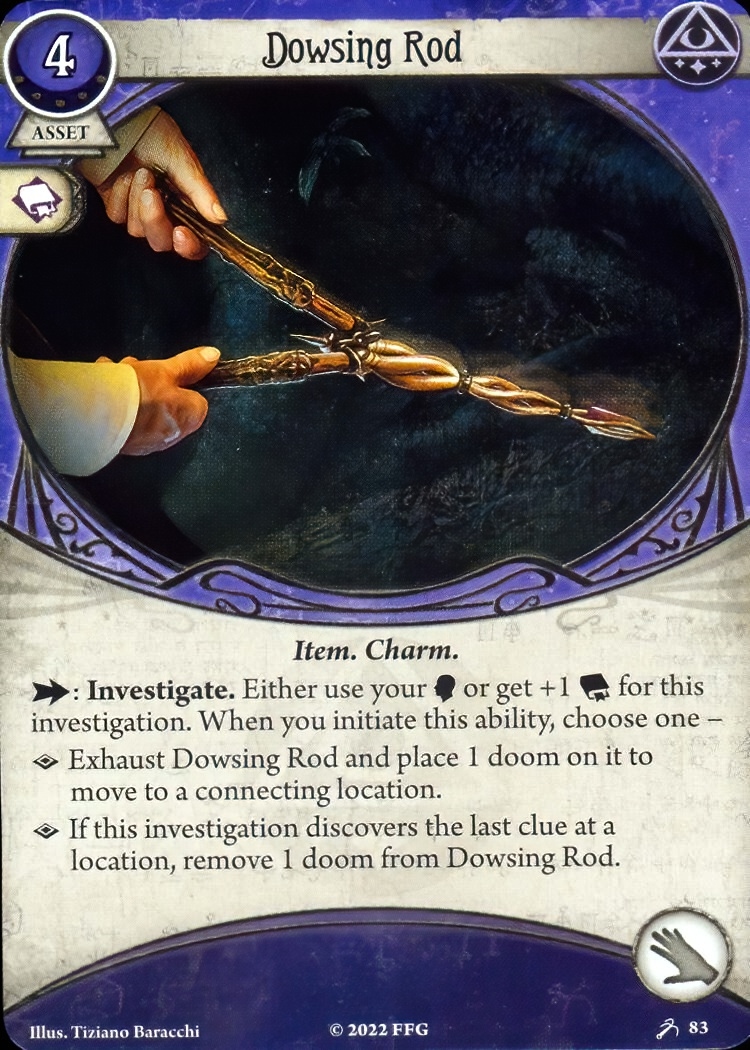 4
Dowsing Rod
ASSET
Item. Charm.
: Investigate. Either use your or get +1 for this
investigation. When you initiate this ability, choose one –
Exhaust Dowsing Rod and place 1 doom on it to
move to a connecting location.
If this investigation discovers the last clue at a
location, remove 1 doom from Dowsing Rod.
Illus. Tiziano Baracchi
© 2022 FFG
83